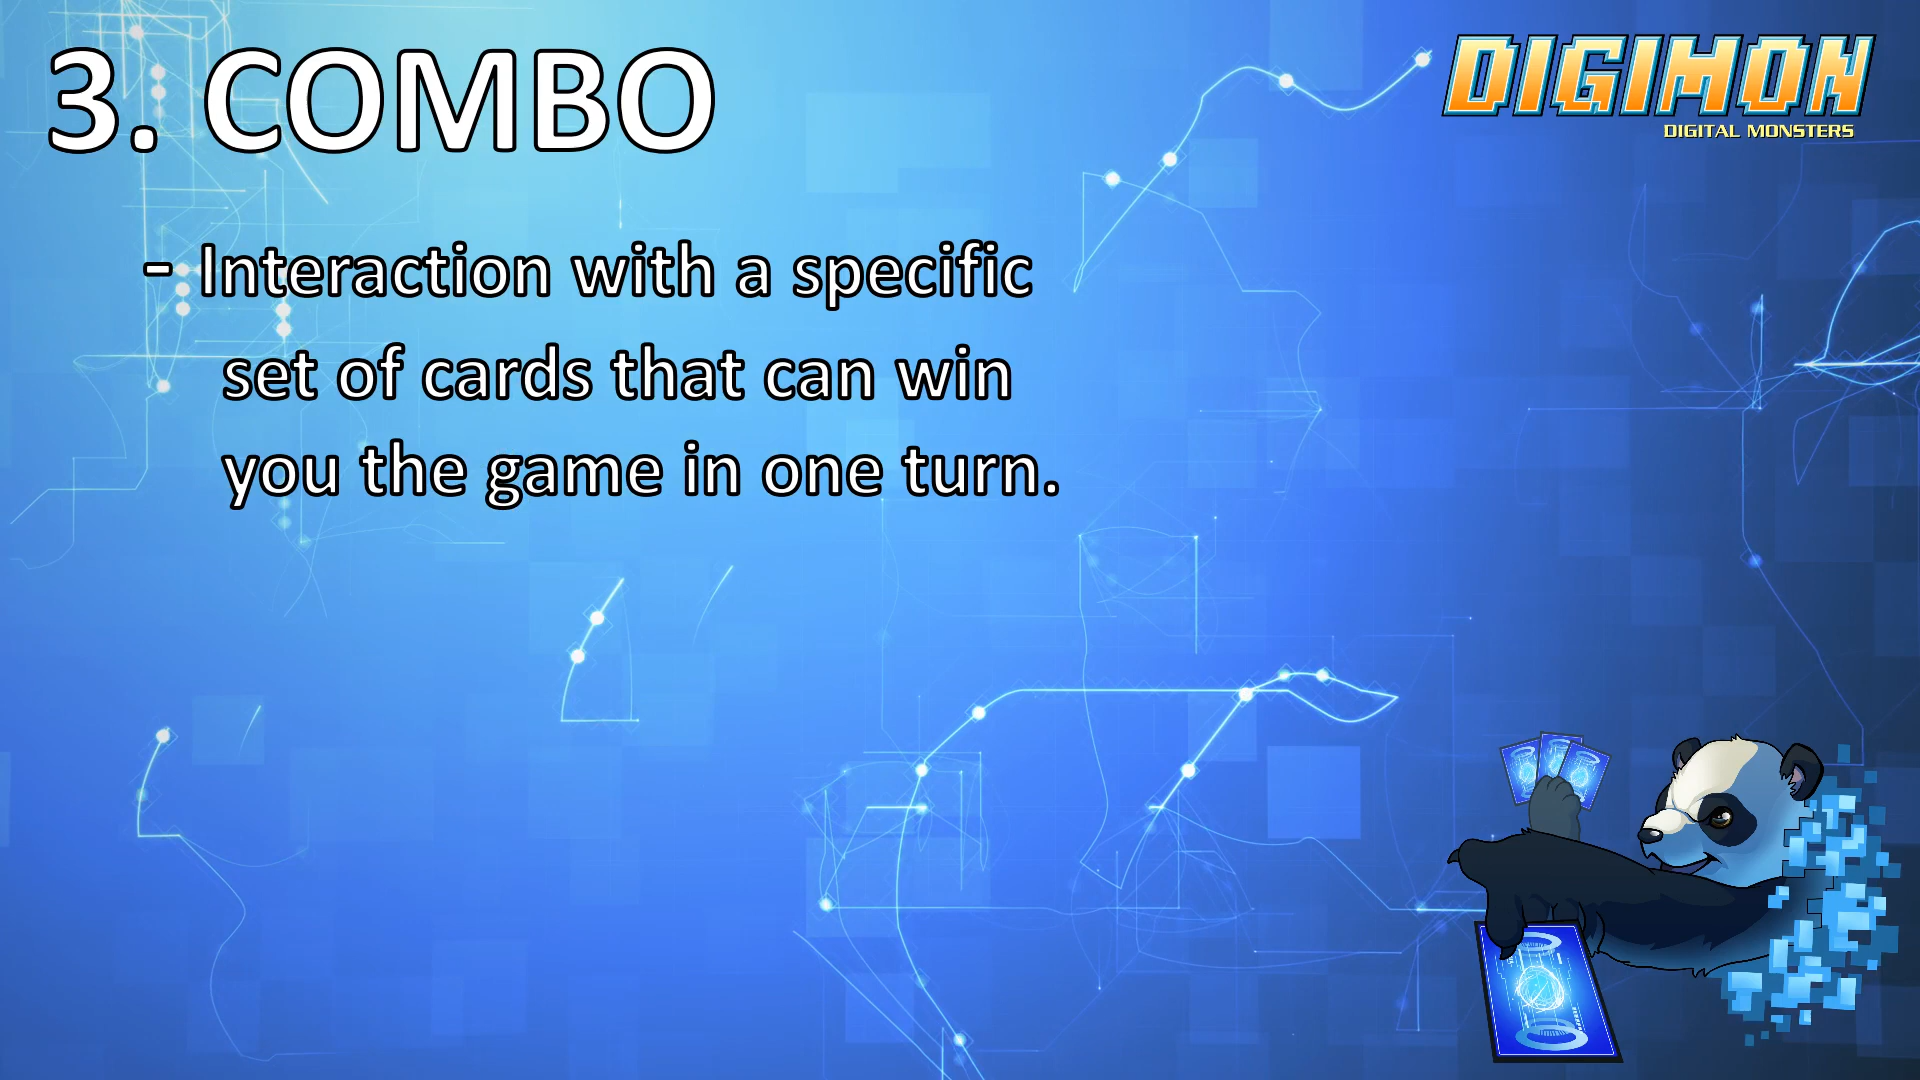 3. COMBO
DIGIMON
DIGITAL MONSTERS
- Interaction with a specific
set of cards that can win
you the game in one turn.